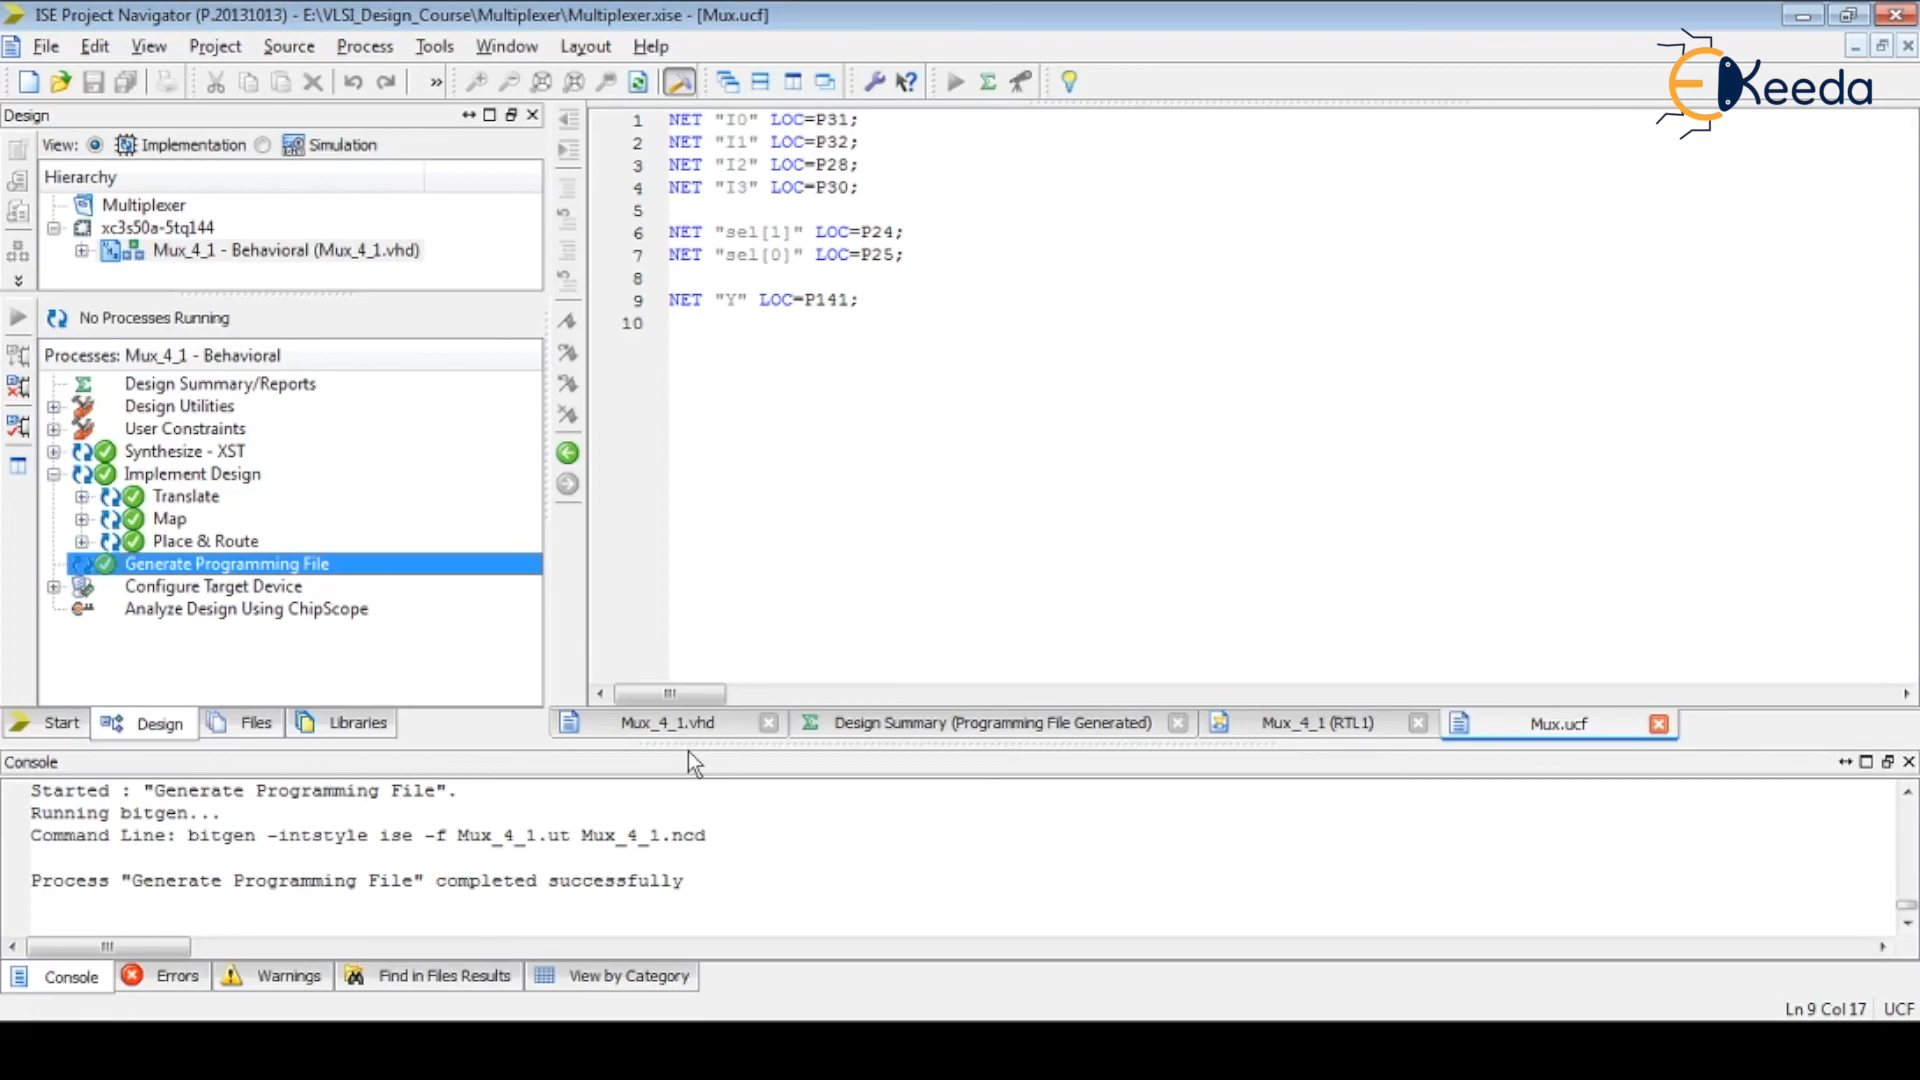 ISE Project Navigator (P.20131013) - E:\VLSI_Design_Course\Multiplexer\Multiplexer.xise - [Mux.ucf]
File Edit View Project Source Process Tools Window Layout Help
EKeeda
Design
View: Implementation Simulation
Hierarchy
Multiplexer
xc3s50a-5tq144
Mux_4_1 - Behavioral (Mux_4_1.vhd)
No Processes Running
Processes: Mux_4_1 - Behavioral
Design Summary/Reports
Design Utilities
User Constraints
Synthesize - XST
Implement Design
Translate
Map
Place & Route
Generate Programming File
Configure Target Device
Analyze Design Using ChipScope
Start Design Files Libraries
1 NET "I0" LOC=P31;
2 NET "I1" LOC=P32;
3 NET "I2" LOC=P28;
4 NET "I3" LOC=P30;
5
6 NET "sel[1]" LOC=P24;
7 NET "sel[0]" LOC=P25;
8
9 NET "Y" LOC=P141;
10
Mux_4_1.vhd Design Summary (Programming File Generated) Mux_4_1 (RTL1) Mux.ucf
Console
Started : "Generate Programming File".
Running bitgen...
Command Line: bitgen -intstyle ise -f Mux_4_1.ut Mux_4_1.ncd
Process "Generate Programming File" completed successfully
Console Errors Warnings Find in Files Results View by Category
Ln 9 Col 17 UCF